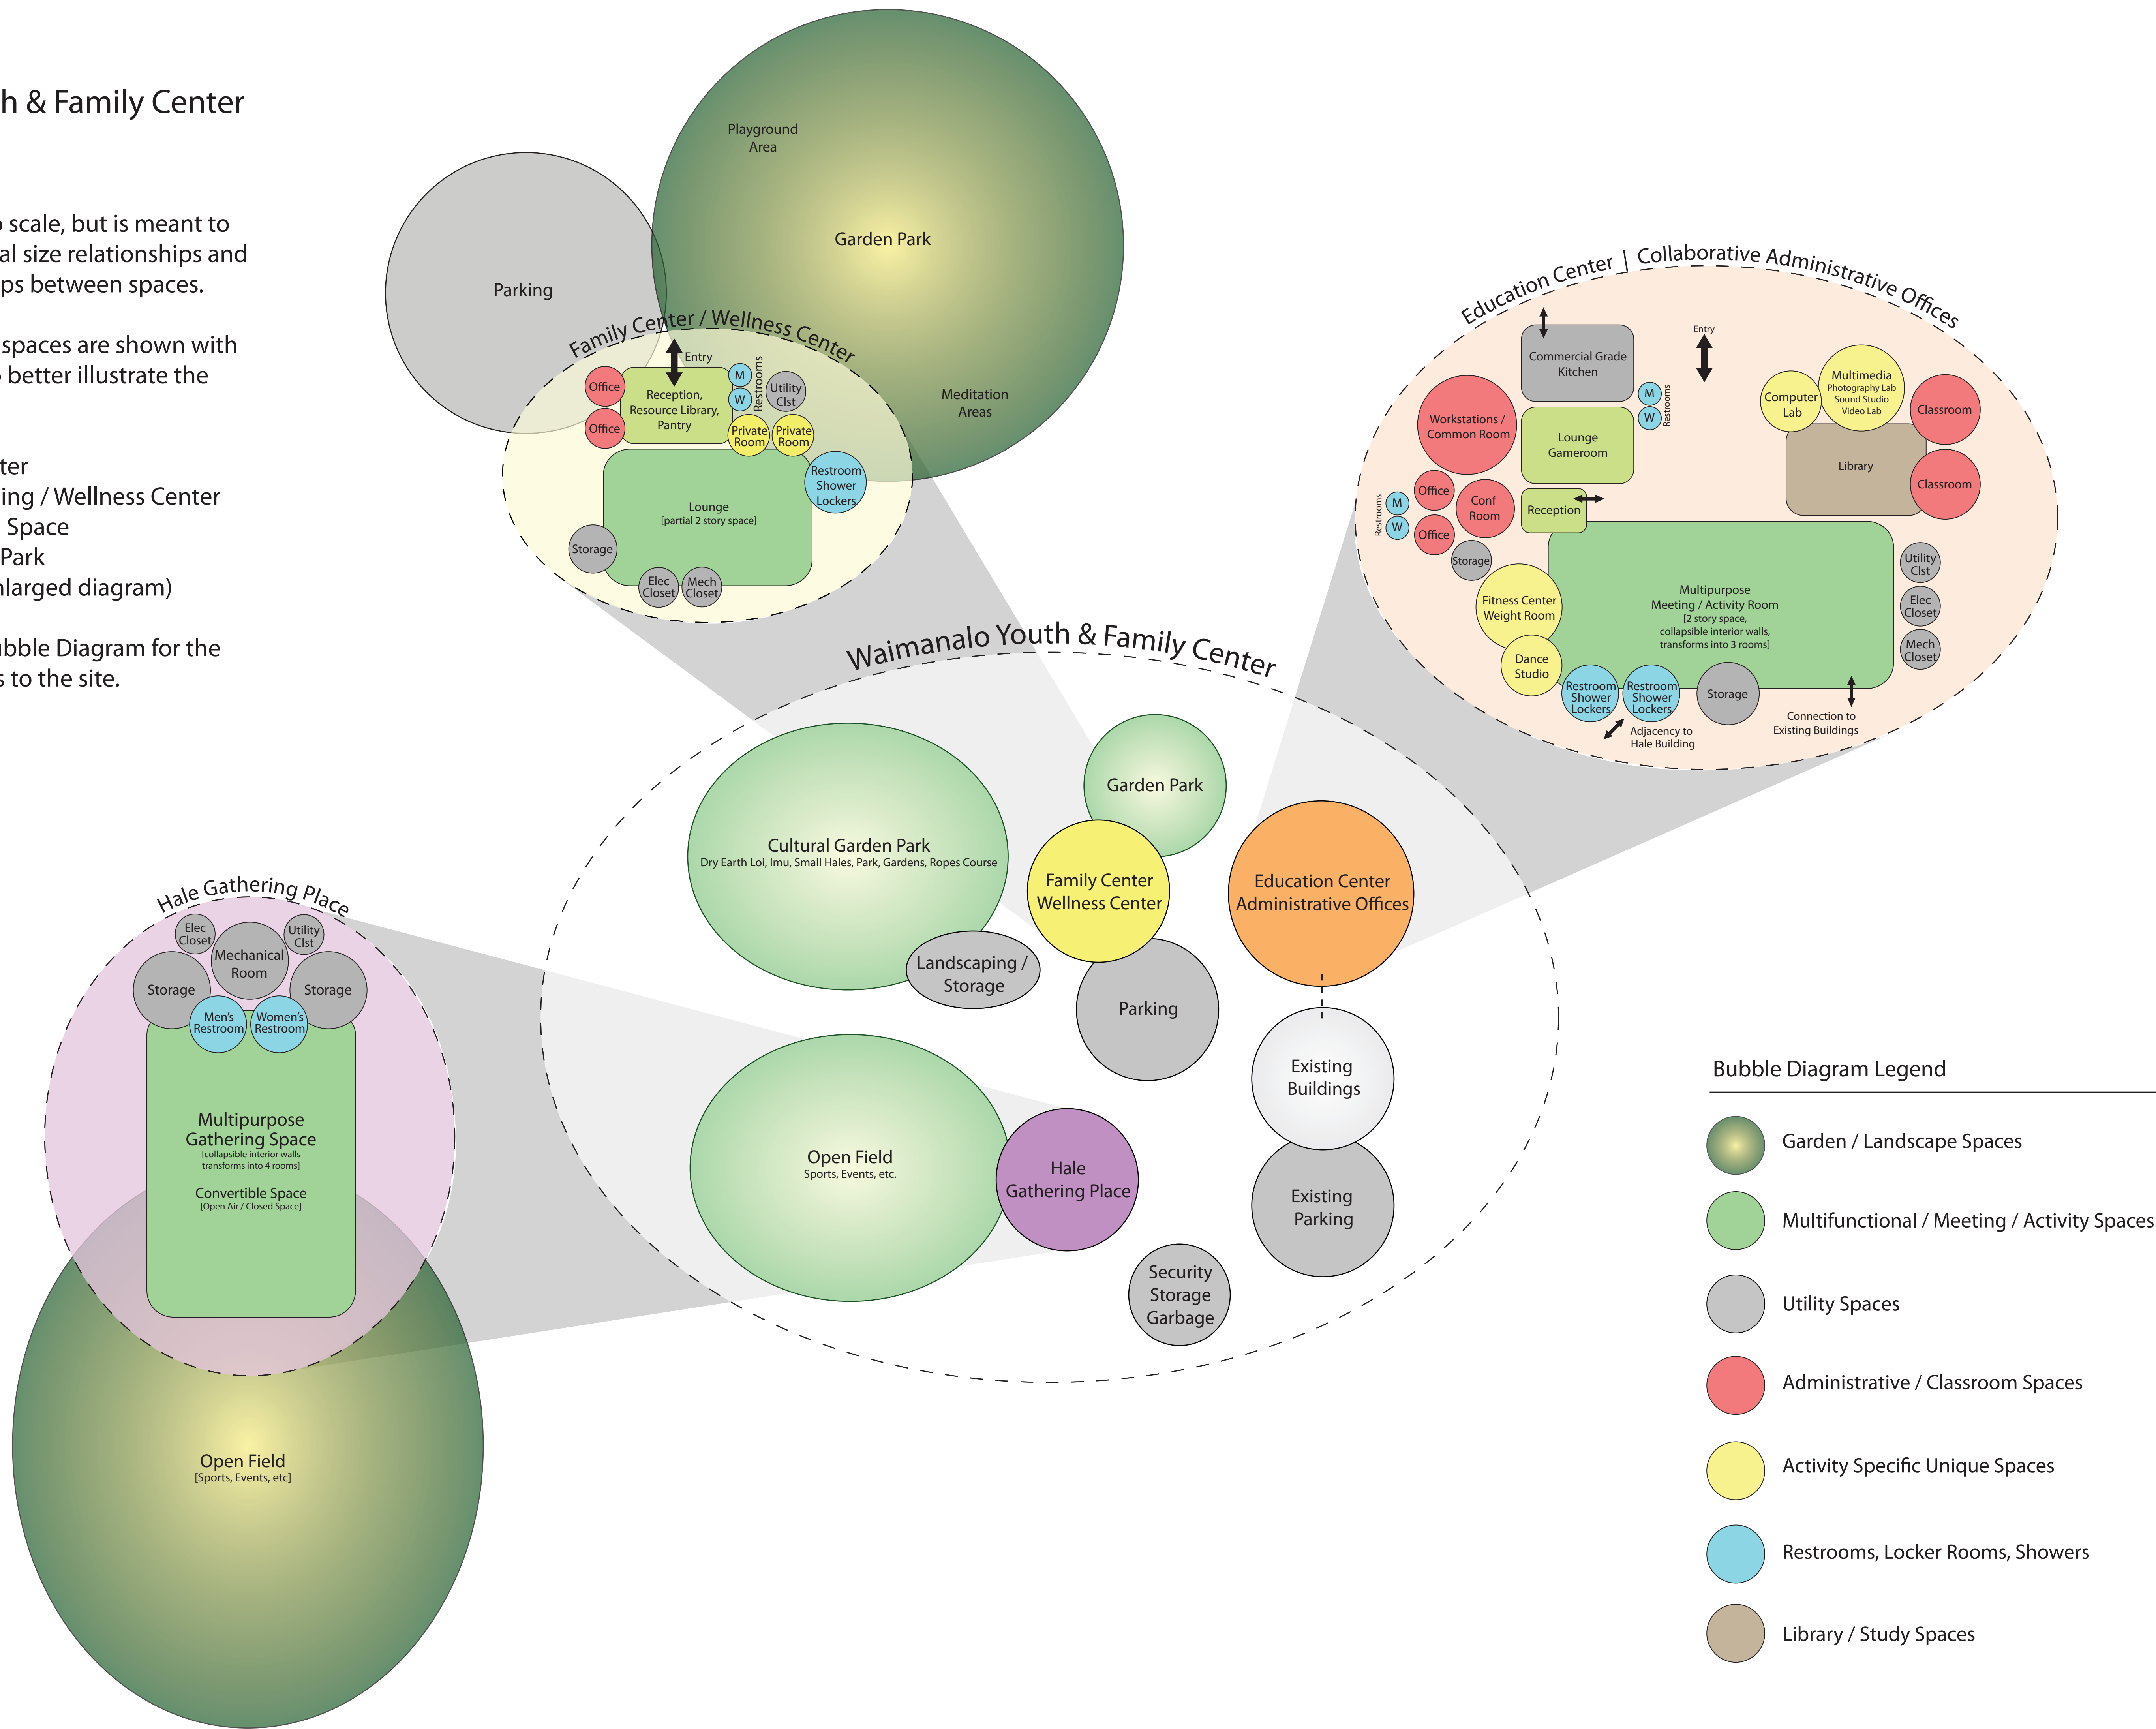 h & Family Center
o scale, but is meant to
al size relationships and
ps between spaces.
spaces are shown with
o better illustrate the
ter
ing / Wellness Center
Space
Park
nlarged diagram)
ubble Diagram for the
s to the site.
Playground
Area
Garden Park
Meditation
Areas
Parking
Family Center / Wellness Center
Entry
Office
Office
Reception,
Resource Library,
Pantry
M
W
Restrooms
Utility
Clst
Private
Room
Private
Room
Restroom
Shower
Lockers
Lounge
[partial 2 story space]
Storage
Elec
Closet
Mech
Closet
Education Center | Collaborative Administrative Offices
Commercial Grade
Kitchen
Entry
M
W
Restrooms
Workstations /
Common Room
Lounge
Gameroom
Computer
Lab
Multimedia
Photography Lab
Sound Studio
Video Lab
Classroom
Library
Classroom
Restrooms
M
W
Office
Office
Conf
Room
Reception
Storage
Fitness Center
Weight Room
Dance
Studio
Multipurpose
Meeting / Activity Room
[2 story space,
collapsible interior walls,
transforms into 3 rooms]
Utility
Clst
Elec
Closet
Mech
Closet
Restroom
Shower
Lockers
Restroom
Shower
Lockers
Storage
Adjacency to
Hale Building
Connection to
Existing Buildings
Waimanalo Youth & Family Center
Cultural Garden Park
Dry Earth Loi, Imu, Small Hales, Park, Gardens, Ropes Course
Garden Park
Family Center
Wellness Center
Education Center
Administrative Offices
Landscaping /
Storage
Parking
Existing
Buildings
Existing
Parking
Open Field
Sports, Events, etc.
Hale
Gathering Place
Security
Storage
Garbage
Hale Gathering Place
Elec
Closet
Mechanical
Room
Utility
Clst
Storage
Storage
Men's
Restroom
Women's
Restroom
Multipurpose
Gathering Space
[collapsible interior walls
transforms into 4 rooms]
Convertible Space
[Open Air / Closed Space]
Open Field
[Sports, Events, etc]
Bubble Diagram Legend
Garden / Landscape Spaces
Multifunctional / Meeting / Activity Spaces
Utility Spaces
Administrative / Classroom Spaces
Activity Specific Unique Spaces
Restrooms, Locker Rooms, Showers
Library / Study Spaces